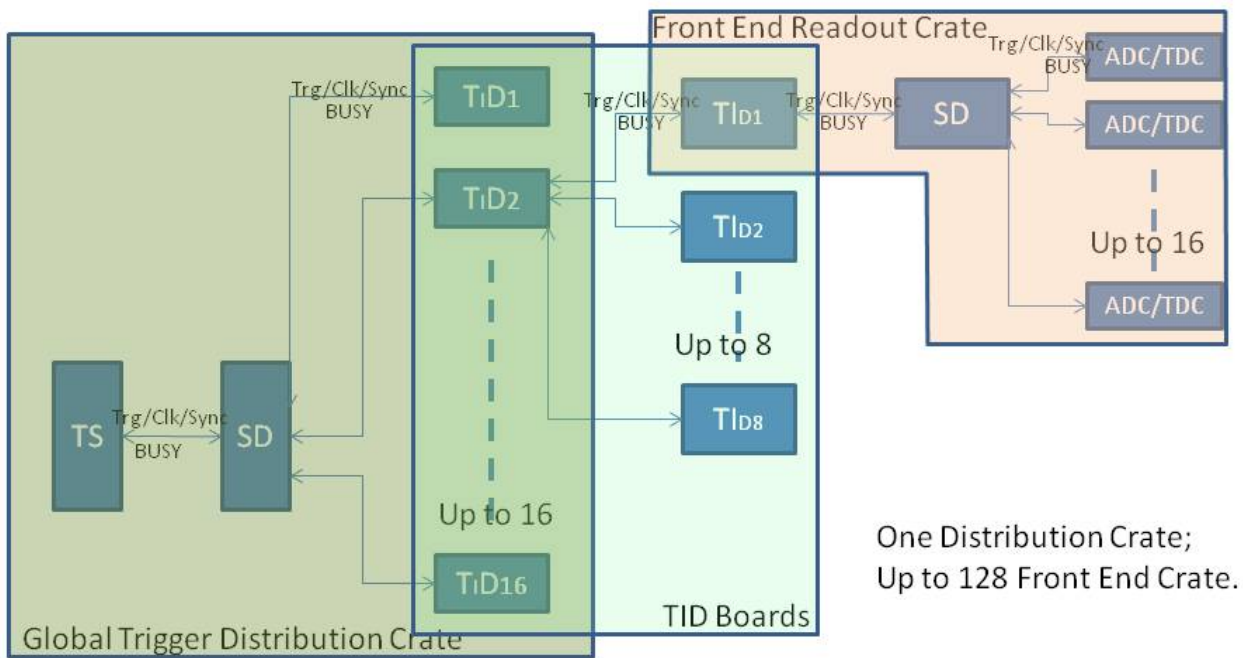 Front End Readout Crate
Trg/Clk/Sync
BUSY
ADC/TDC
Trg/Clk/Sync
BUSY
TID1
Trg/Clk/Sync
BUSY
TID1
Trg/Clk/Sync
BUSY
SD
ADC/TDC
TID2
TID2
Up to 16
ADC/TDC
Up to 8
TS
Trg/Clk/Sync
BUSY
SD
TID8
Up to 16
One Distribution Crate;
Up to 128 Front End Crate.
TID16
TID Boards
Global Trigger Distribution Crate